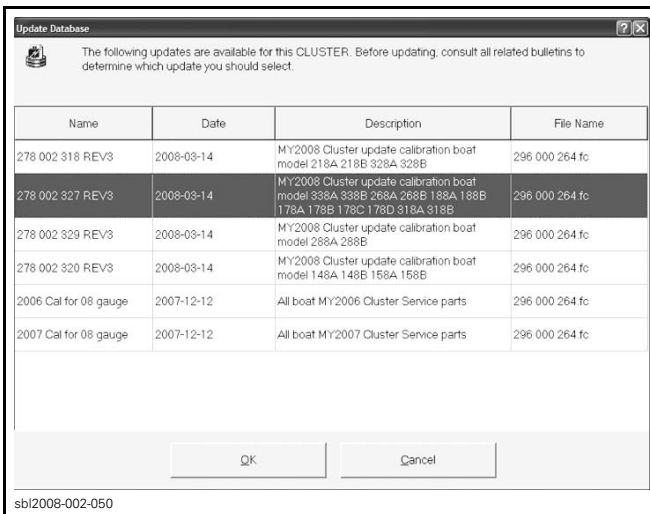 Update Database
The following updates are available for this CLUSTER. Before updating, consult all related bulletins to
determine which update you should select.
Name Date Description File Name
278 002 318 REV3 2008-03-14 MY2008 Cluster update calibration boat
model 218A 218B 328A 328B 296 000 264.fc
278 002 327 REV3 2008-03-14 MY2008 Cluster update calibration boat
model 338A 338B 268A 268B 188A 188B
178A 178B 178C 178D 318A 318B 296 000 264.fc
278 002 329 REV3 2008-03-14 MY2008 Cluster update calibration boat
model 288A 288B 296 000 264.fc
278 002 320 REV3 2008-03-14 MY2008 Cluster update calibration boat
model 148A 148B 158A 158B 296 000 264.fc
2006 Cal for 08 gauge 2007-12-12 All boat MY2006 Cluster Service parts 296 000 264.fc
2007 Cal for 08 gauge 2007-12-12 All boat MY2007 Cluster Service parts 296 000 264.fc
OK Cancel
sbl2008-002-050